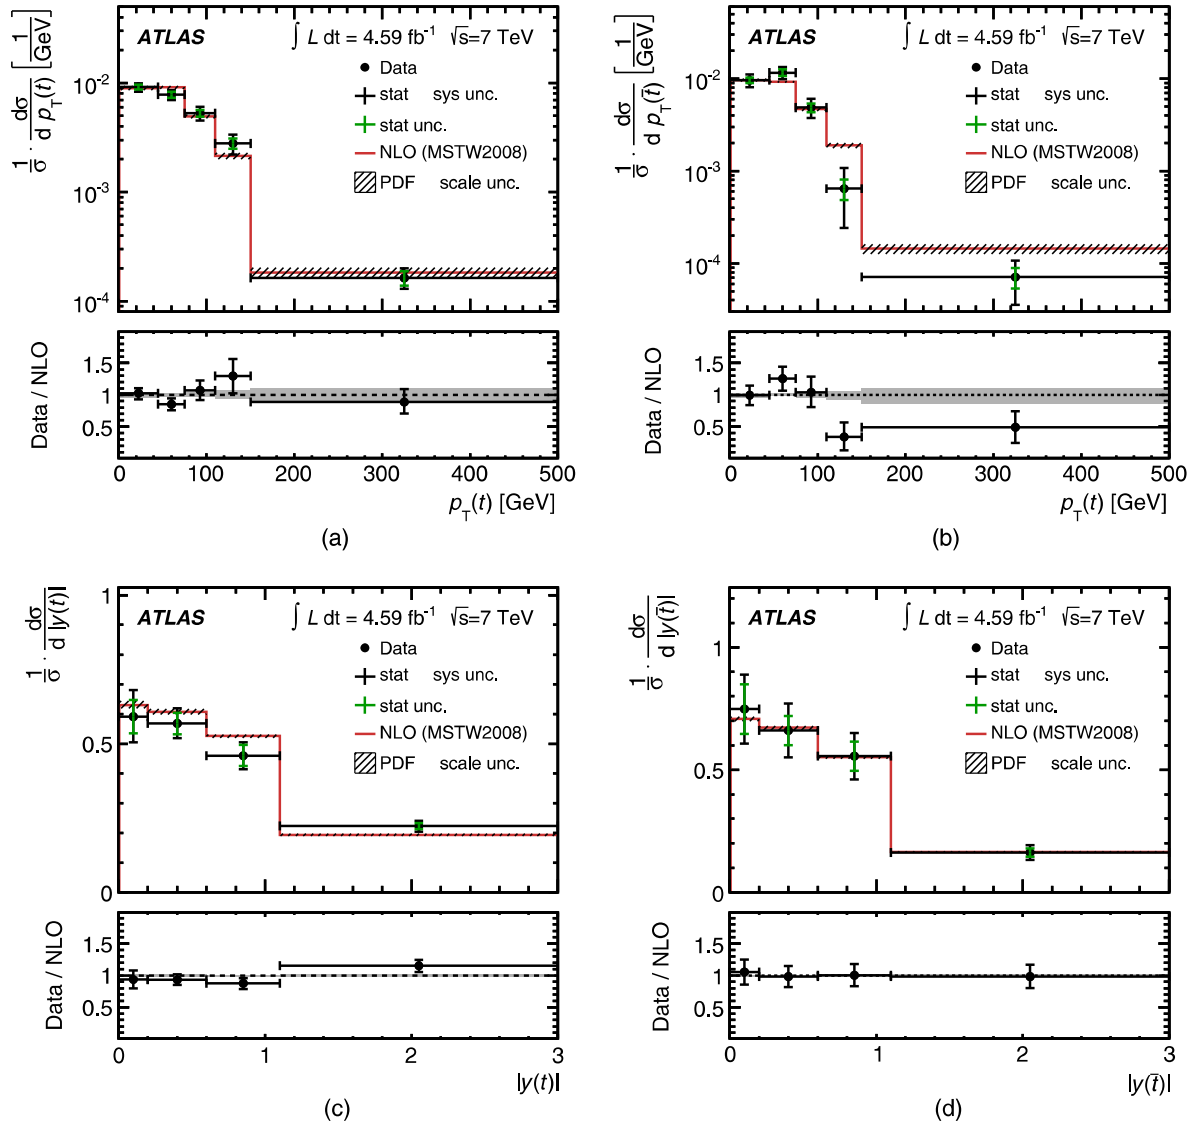 1/σ · dσ/d p_T(t) [1/GeV]
ATLAS
∫ L dt = 4.59 fb⁻¹ √s=7 TeV
Data
stat sys unc.
stat unc.
NLO (MSTW2008)
PDF scale unc.
10⁻²
10⁻³
10⁻⁴
Data / NLO
1.5
1
0.5
0 100 200 300 400 500
p_T(t) [GeV]
(a)
1/σ · dσ/d p_T(t̄) [1/GeV]
ATLAS
∫ L dt = 4.59 fb⁻¹ √s=7 TeV
Data
stat sys unc.
stat unc.
NLO (MSTW2008)
PDF scale unc.
10⁻²
10⁻³
10⁻⁴
Data / NLO
1.5
1
0.5
0 100 200 300 400 500
p_T(t) [GeV]
(b)
1/σ · dσ/d |y(t)|
ATLAS
∫ L dt = 4.59 fb⁻¹ √s=7 TeV
Data
stat sys unc.
stat unc.
NLO (MSTW2008)
PDF scale unc.
1
0.5
0
Data / NLO
1.5
1
0.5
0 1 2 3
|y(t)|
(c)
1/σ · dσ/d |y(t̄)|
ATLAS
∫ L dt = 4.59 fb⁻¹ √s=7 TeV
Data
stat sys unc.
stat unc.
NLO (MSTW2008)
PDF scale unc.
1
0.5
0
Data / NLO
1.5
1
0.5
0 1 2 3
|y(t̄)|
(d)